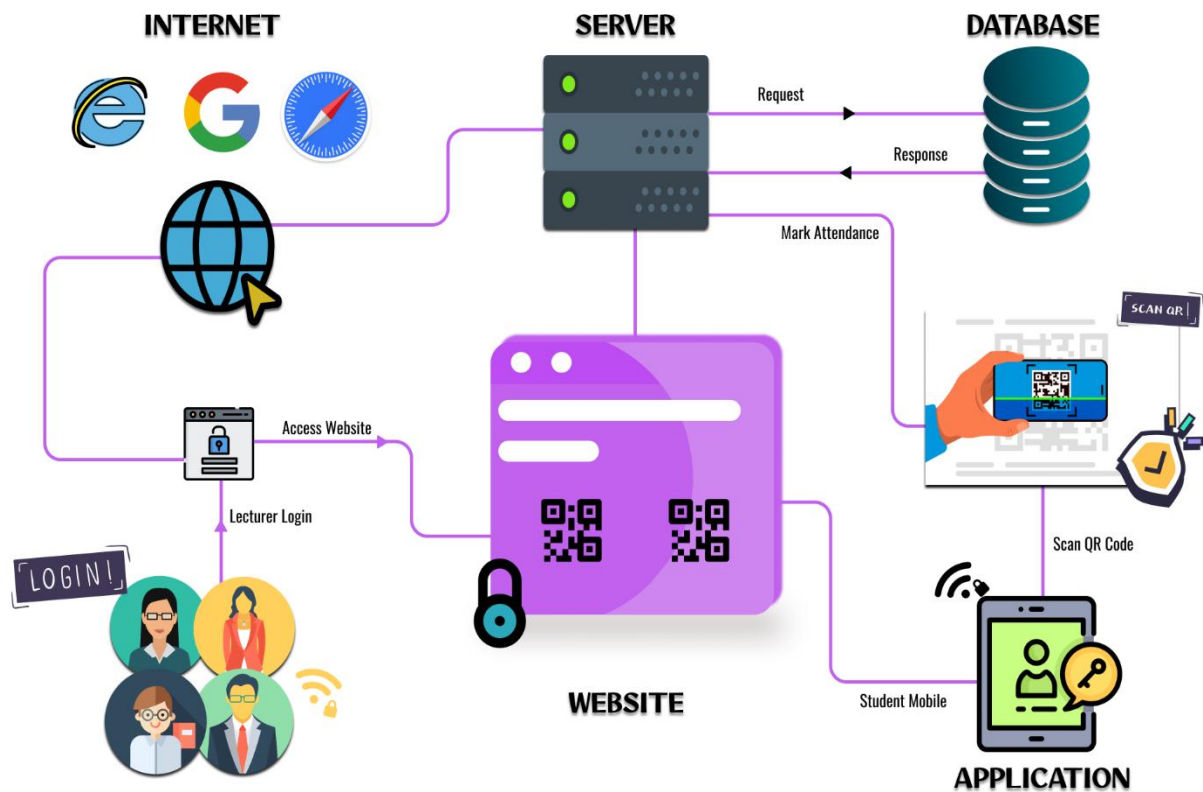 INTERNET
SERVER
DATABASE
Request
Response
Mark Attendance
SCAN QR!
Access Website
Lecturer Login
LOGIN!
Scan QR Code
Student Mobile
WEBSITE
APPLICATION